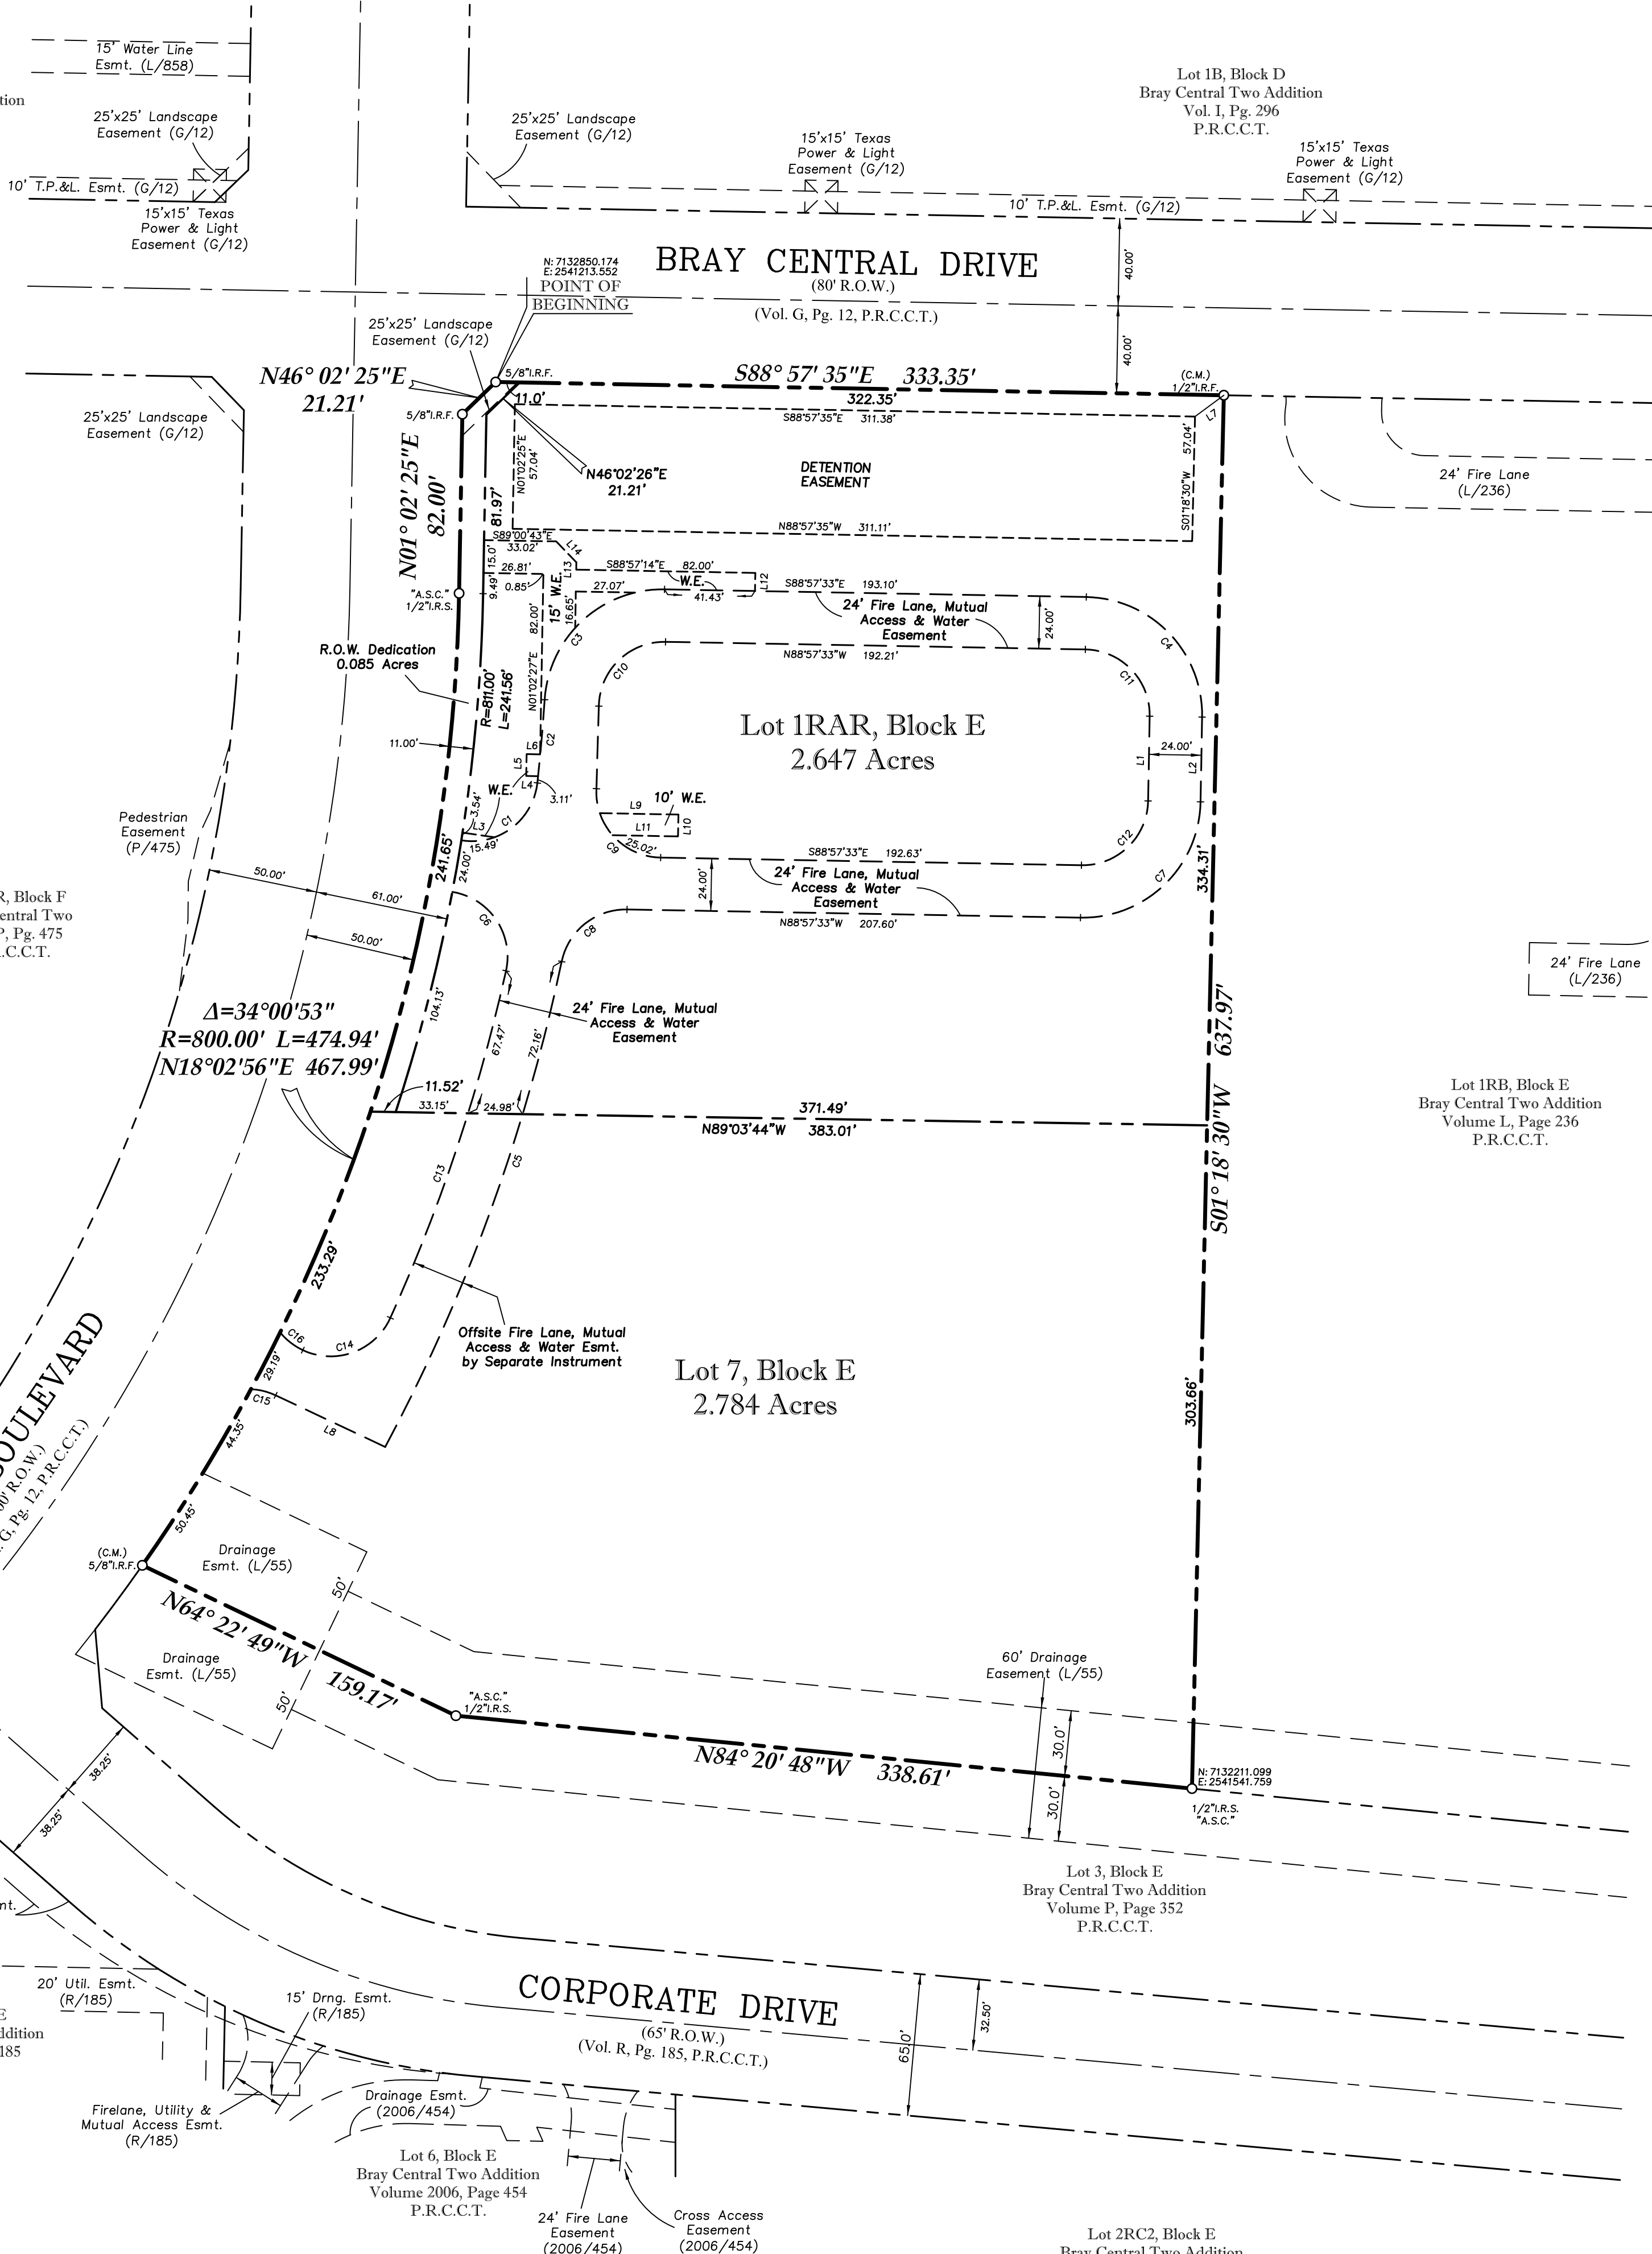 15' Water Line
Esmt. (L/858)
tion
25'x25' Landscape
Easement (G/12)
10' T.P.&L. Esmt. (G/12)
15'x15' Texas
Power & Light
Easement (G/12)
25'x25' Landscape
Easement (G/12)
15'x15' Texas
Power & Light
Easement (G/12)
Lot 1B, Block D
Bray Central Two Addition
Vol. I, Pg. 296
P.R.C.C.T.
15'x15' Texas
Power & Light
Easement (G/12)
10' T.P.&L. Esmt. (G/12)
BRAY CENTRAL DRIVE
(80' R.O.W.)
(Vol. G, Pg. 12, P.R.C.C.T.)
40.00'
40.00'
N: 7132850.174
E: 2541213.552
POINT OF
BEGINNING
25'x25' Landscape
Easement (G/12)
N46° 02' 25"E
21.21'
5/8"I.R.F.
5/8"I.R.F.
S88° 57' 35"E 333.35'
(C.M.)
1/2"I.R.F.
322.35'
11.0'
S88°57'35"E 311.38'
L7
25'x25' Landscape
Easement (G/12)
N01° 02' 25"E
82.00'
81.97'
N01°02'25"E
57.04'
N46°02'26"E
21.21'
DETENTION
EASEMENT
57.04'
S01°18'30"W
24' Fire Lane
(L/236)
N88°57'35"W 311.11'
S89°00'43"E
33.02'
L14
15.0'
26.81'
L13
S88°57'14"E 82.00'
W.E.
L12
S88°57'33"E 193.10'
"A.S.C."
1/2"I.R.S.
9.49'
0.85'
15' W.E.
27.07'
41.43'
16.65'
82.00'
N01°02'27"E
C3
24' Fire Lane, Mutual
Access & Water
Easement
24.00'
C4
R.O.W. Dedication
0.085 Acres
N88°57'33"W 192.21'
C10
C11
R=811.00'
L=241.56'
Lot 1RAR, Block E
2.647 Acres
11.00'
L6
C2
L5
L4
24.00'
L1
L2
W.E.
3.11'
10' W.E.
L9
L10
L11
3.54'
L3
C1
15.49'
C9
25.02'
C12
Pedestrian
Easement
(P/475)
241.65'
24.00'
S88°57'33"E 192.63'
24.00'
24' Fire Lane, Mutual
Access & Water
Easement
C7
334.31'
50.00'
61.00'
R, Block F
entral Two
P, Pg. 475
.C.C.T.
C6
C8
N88°57'33"W 207.60'
50.00'
24' Fire Lane
(L/236)
Δ=34°00'53"
R=800.00' L=474.94'
N18°02'56"E 467.99'
104.13'
67.47'
72.16'
24' Fire Lane, Mutual
Access & Water
Easement
S01° 18' 30"W 637.97'
11.52'
33.15'
24.98'
371.49'
N89°03'44"W 383.01'
Lot 1RB, Block E
Bray Central Two Addition
Volume L, Page 236
P.R.C.C.T.
C13
C5
233.29'
Offsite Fire Lane, Mutual
Access & Water Esmt.
by Separate Instrument
C16
C14
29.19'
C15
L8
44.35'
Lot 7, Block E
2.784 Acres
303.66'
OULEVARD
00' R.O.W.)
G, Pg. 12, P.R.C.C.T.)
50.45'
(C.M.)
5/8"I.R.F.
Drainage
Esmt. (L/55)
50'
N64° 22' 49"W 159.17'
Drainage
Esmt. (L/55)
50'
"A.S.C."
1/2"I.R.S.
60' Drainage
Easement (L/55)
N84° 20' 48"W 338.61'
30.0'
30.0'
N: 7132211.099
E: 2541541.759
1/2"I.R.S.
"A.S.C."
38.25'
38.25'
Lot 3, Block E
Bray Central Two Addition
Volume P, Page 352
P.R.C.C.T.
nt.
CORPORATE DRIVE
(65' R.O.W.)
(Vol. R, Pg. 185, P.R.C.C.T.)
65.0'
32.50'
20' Util. Esmt.
(R/185)
E
ddition
185
15' Drng. Esmt.
(R/185)
Firelane, Utility &
Mutual Access Esmt.
(R/185)
Drainage Esmt.
(2006/454)
Lot 6, Block E
Bray Central Two Addition
Volume 2006, Page 454
P.R.C.C.T.
24' Fire Lane
Easement
(2006/454)
Cross Access
Easement
(2006/454)
Lot 2RC2, Block E
Bray Central Two Addition